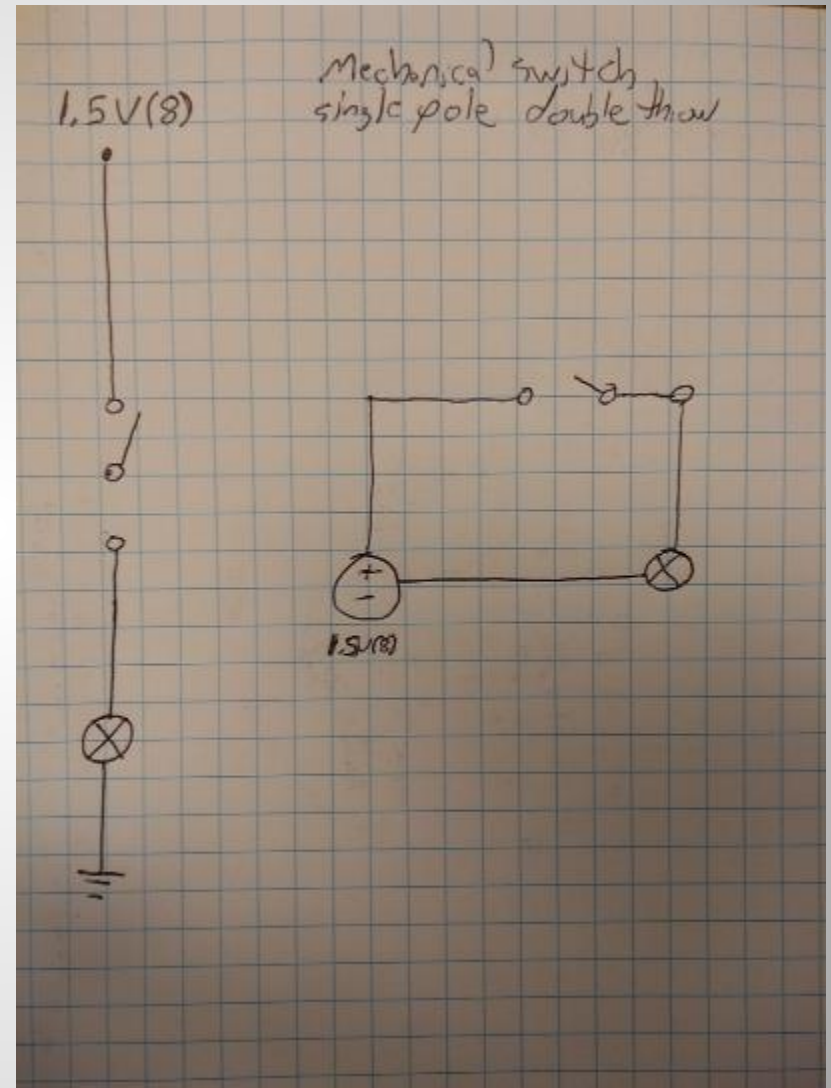 Mechanical switch,
single pole double throw
1.5V(8)
+
-
1.5V(8)